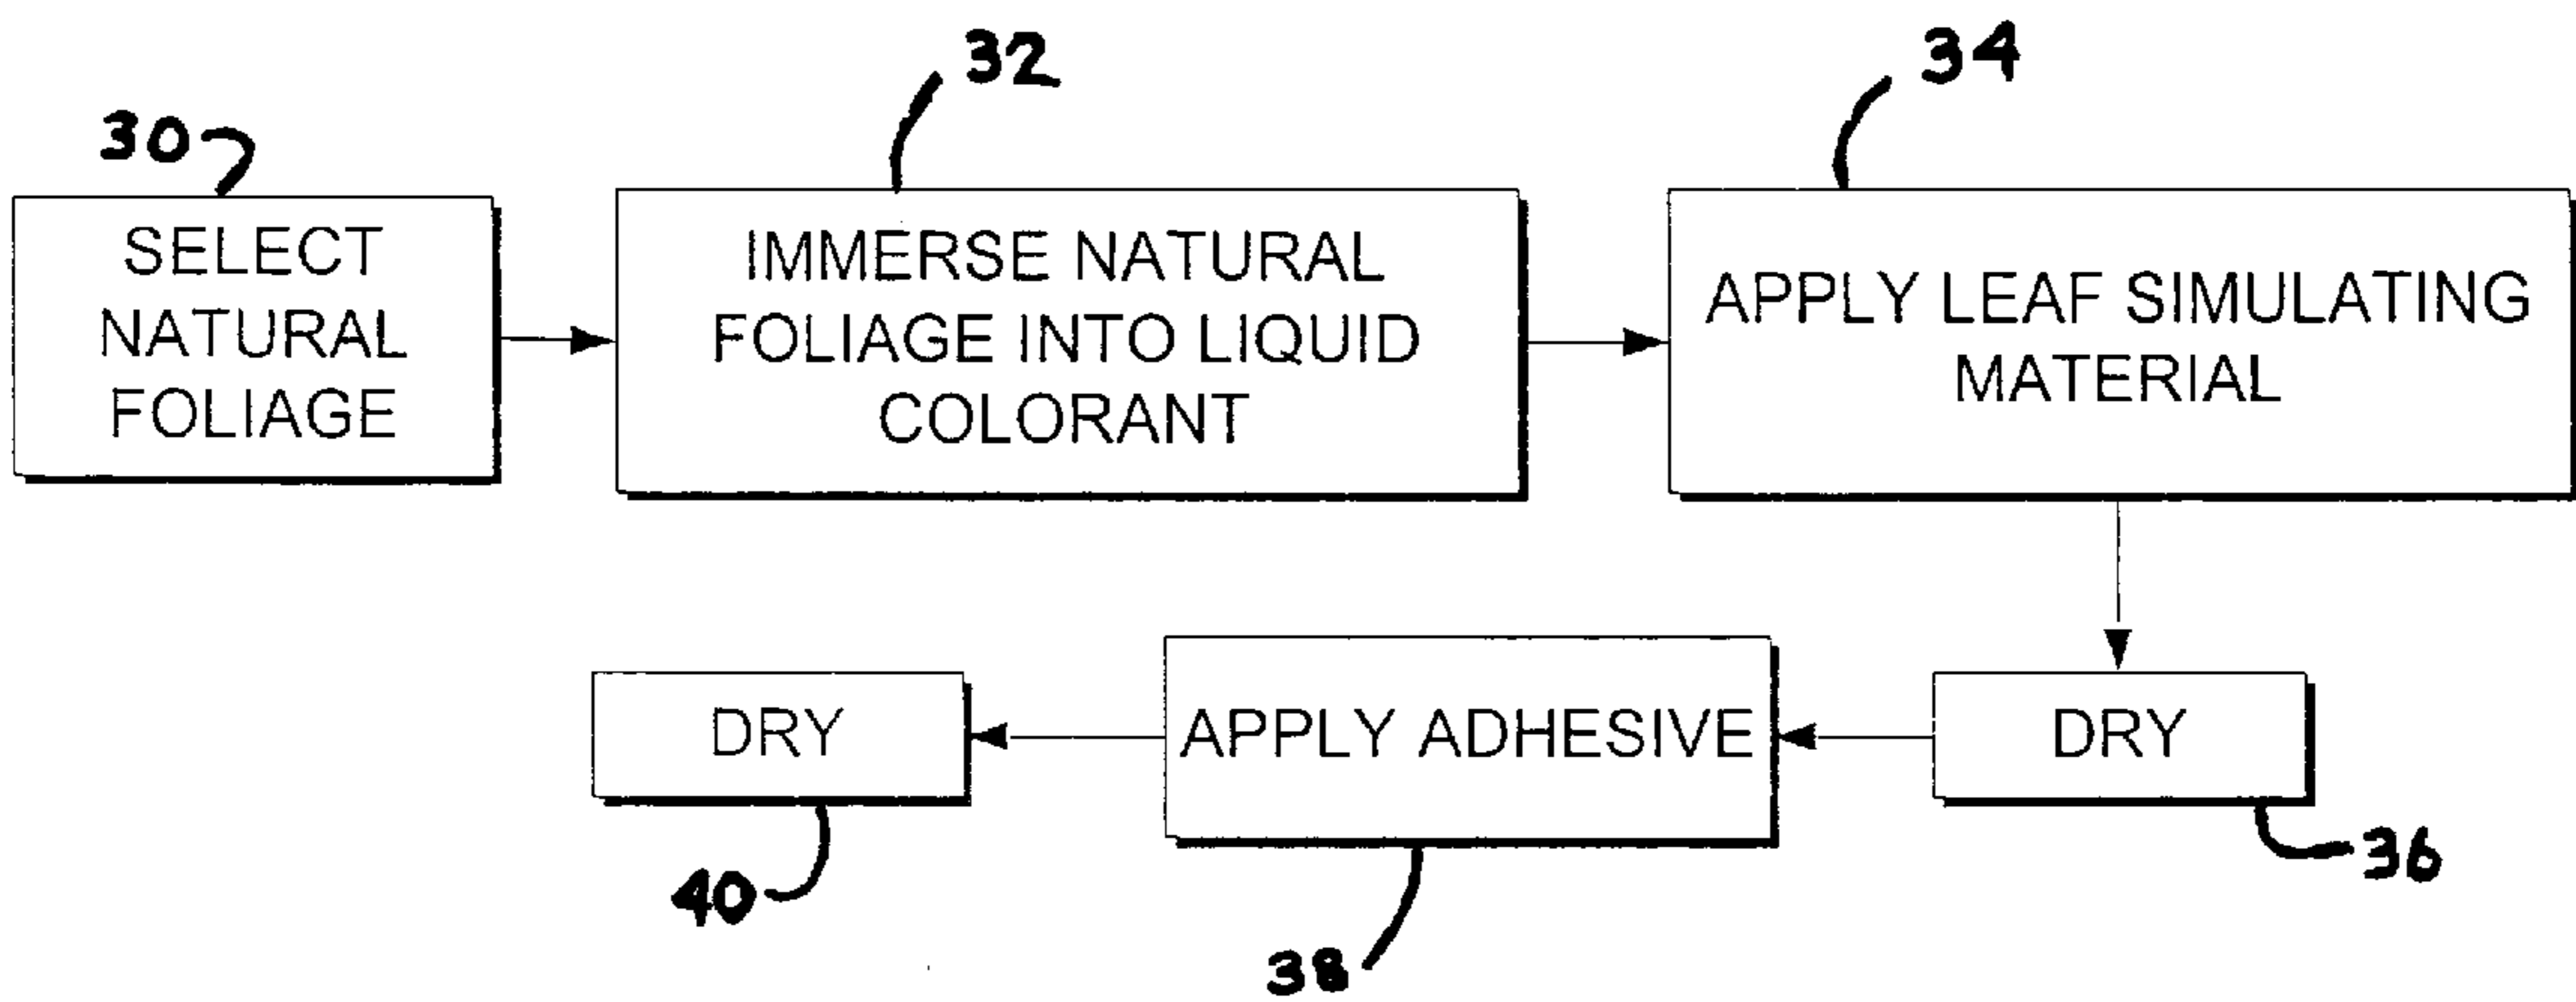 30
32
34
SELECT
NATURAL
FOLIAGE
IMMERSE NATURAL
FOLIAGE INTO LIQUID
COLORANT
APPLY LEAF SIMULATING
MATERIAL
DRY
APPLY ADHESIVE
DRY
40
38
36